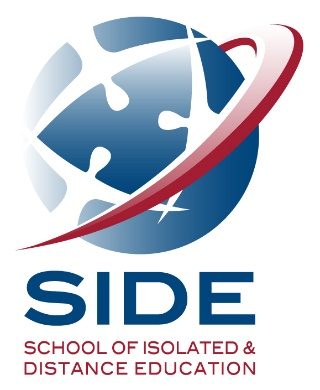 SIDE
SCHOOL OF ISOLATED &
DISTANCE EDUCATION